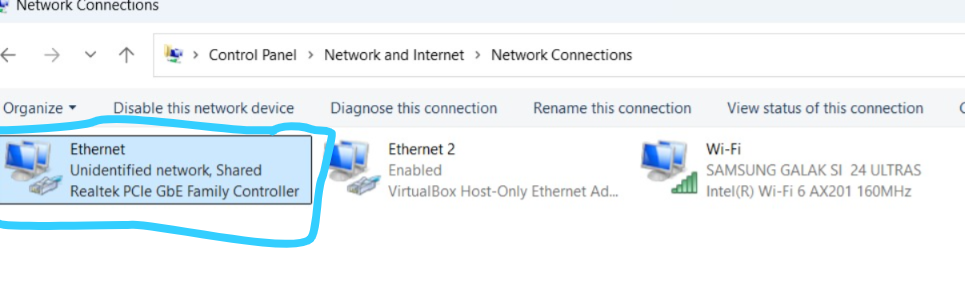 Network Connections
Control Panel > Network and Internet > Network Connections
Organize Disable this network device Diagnose this connection Rename this connection View status of this connection
Ethernet
Unidentified network, Shared
Realtek PCIe GbE Family Controller
Ethernet 2
Enabled
VirtualBox Host-Only Ethernet Ad...
Wi-Fi
SAMSUNG GALAK SI 24 ULTRAS
Intel(R) Wi-Fi 6 AX201 160MHz